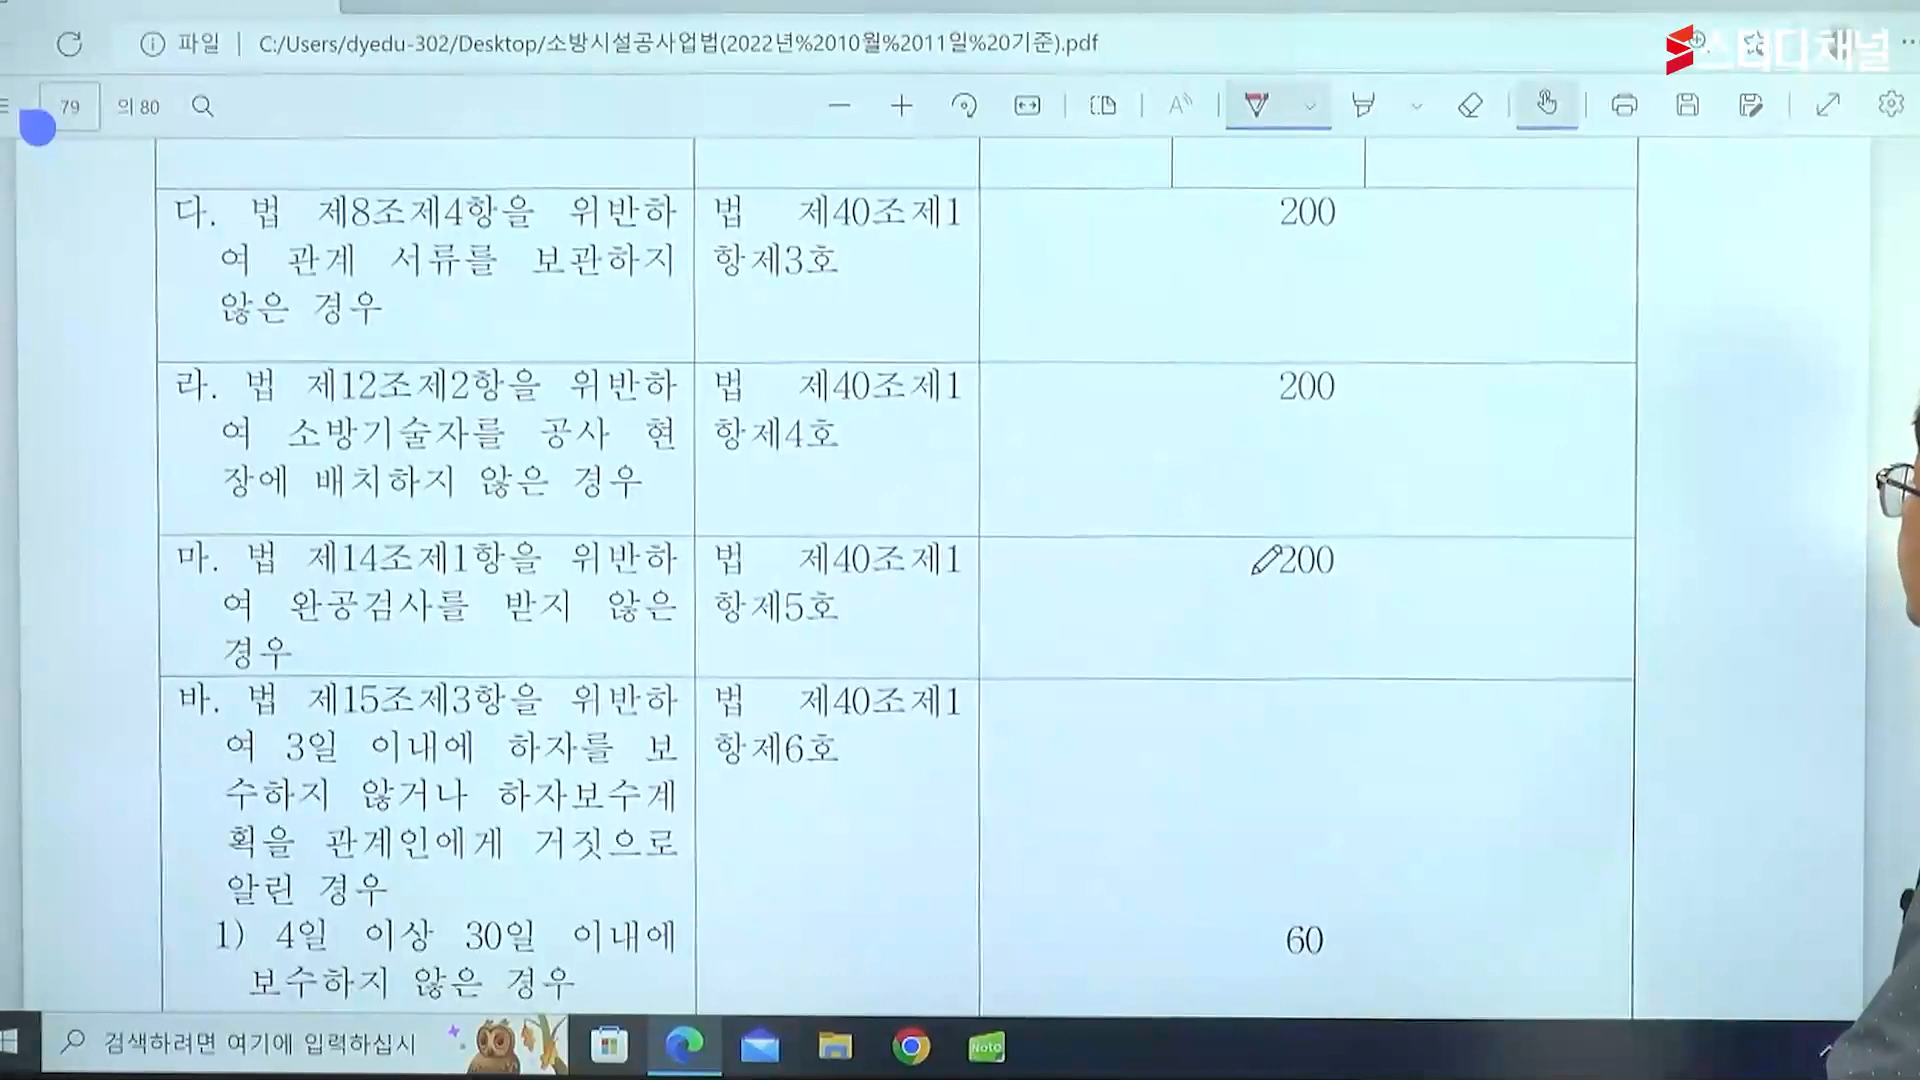 파일 | C:/Users/dyedu-302/Desktop/소방시설공사업법(2022년%2010월%2011일%20기준).pdf
스터디채널
79 의 80
다. 법 제8조제4항을 위반하 법 제40조제1 200
여 관계 서류를 보관하지 항제3호
않은 경우
라. 법 제12조제2항을 위반하 법 제40조제1 200
여 소방기술자를 공사 현 항제4호
장에 배치하지 않은 경우
마. 법 제14조제1항을 위반하 법 제40조제1 200
여 완공검사를 받지 않은 항제5호
경우
바. 법 제15조제3항을 위반하 법 제40조제1
여 3일 이내에 하자를 보 항제6호
수하지 않거나 하자보수계
획을 관계인에게 거짓으로
알린 경우
1) 4일 이상 30일 이내에 60
보수하지 않은 경우
검색하려면 여기에 입력하십시
Noto